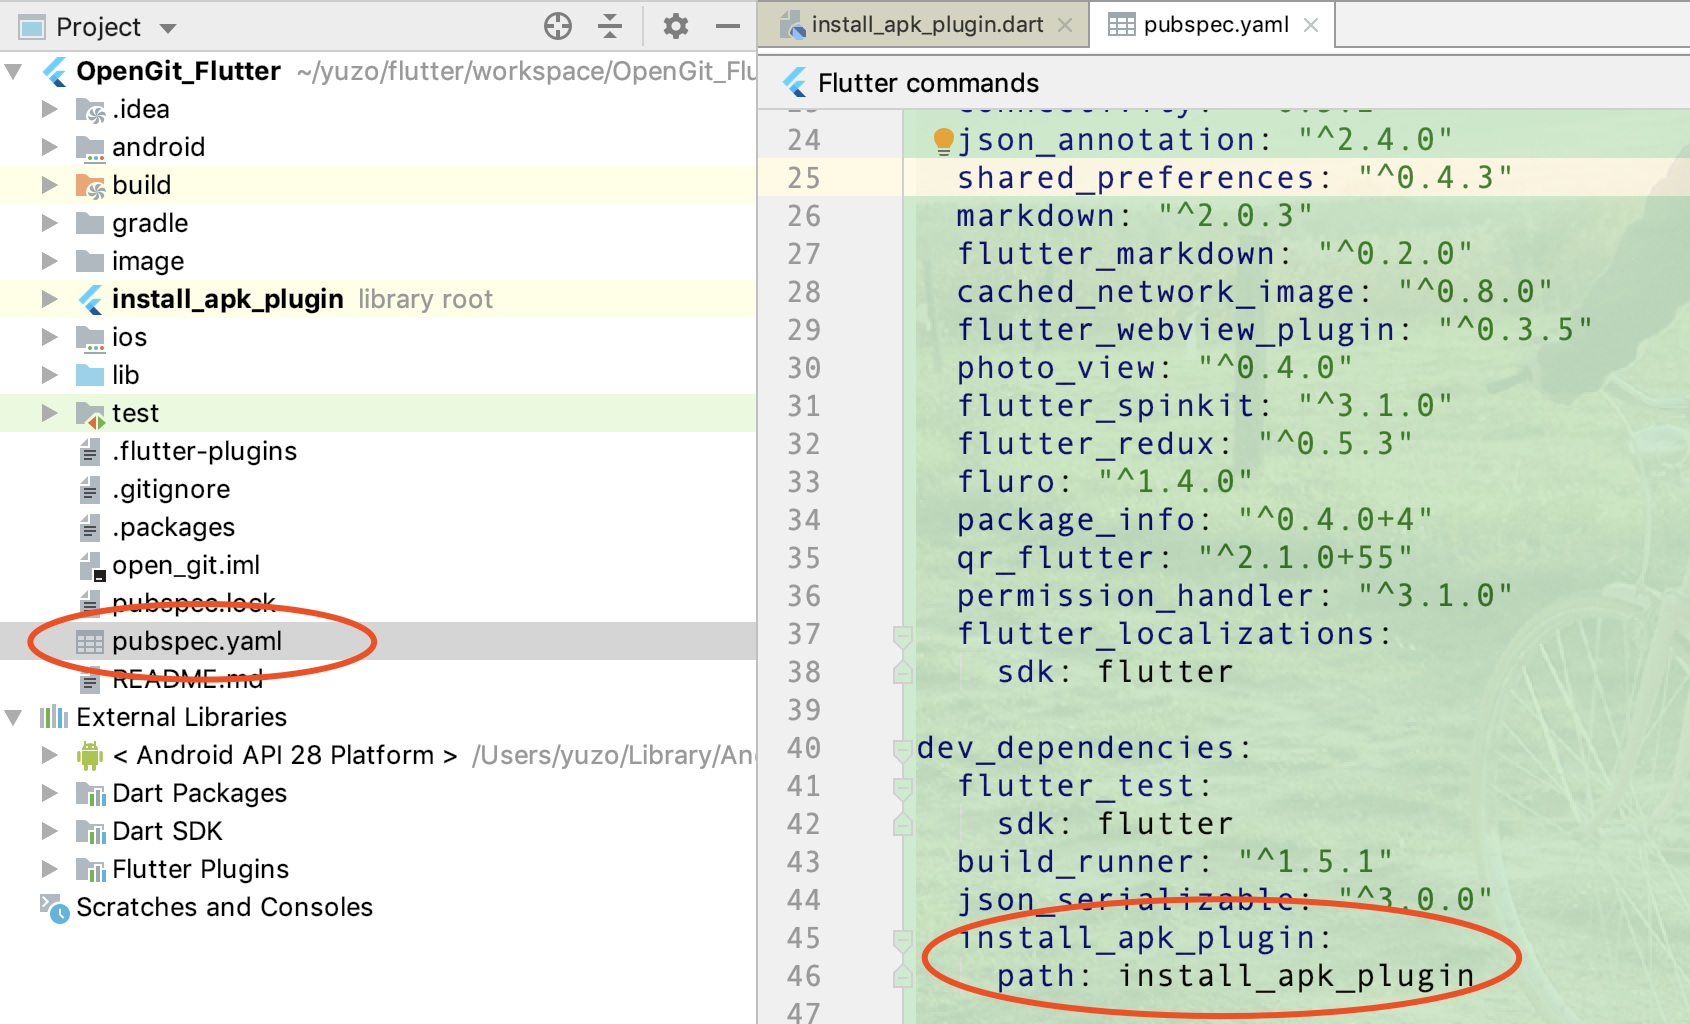 Project
OpenGit_Flutter ~/yuzo/flutter/workspace/OpenGit_Flu
.idea
android
build
gradle
image
install_apk_plugin library root
ios
lib
test
.flutter-plugins
.gitignore
.packages
open_git.iml
pubspec.lock
pubspec.yaml
README.md
External Libraries
< Android API 28 Platform > /Users/yuzo/Library/An
Dart Packages
Dart SDK
Flutter Plugins
Scratches and Consoles
install_apk_plugin.dart
pubspec.yaml
Flutter commands
24 json_annotation: "^2.4.0"
25 shared_preferences: "^0.4.3"
26 markdown: "^2.0.3"
27 flutter_markdown: "^0.2.0"
28 cached_network_image: "^0.8.0"
29 flutter_webview_plugin: "^0.3.5"
30 photo_view: "^0.4.0"
31 flutter_spinkit: "^3.1.0"
32 flutter_redux: "^0.5.3"
33 fluro: "^1.4.0"
34 package_info: "^0.4.0+4"
35 qr_flutter: "^2.1.0+55"
36 permission_handler: "^3.1.0"
37 flutter_localizations:
38 sdk: flutter
39
40 dev_dependencies:
41 flutter_test:
42 sdk: flutter
43 build_runner: "^1.5.1"
44 json_serializable: "^3.0.0"
45 install_apk_plugin:
46 path: install_apk_plugin
47